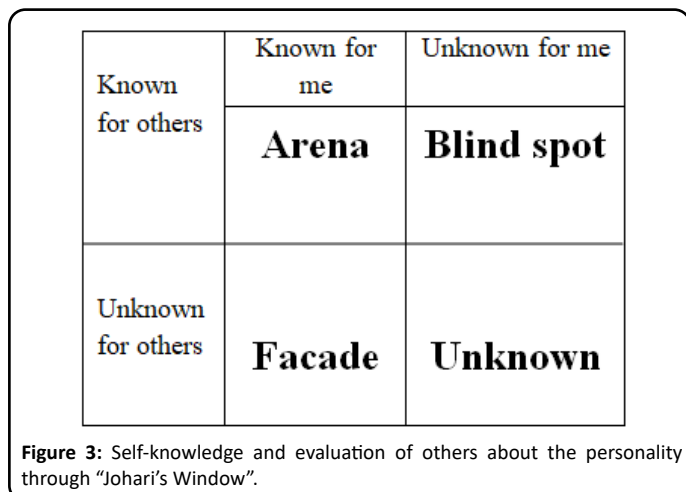 Known for me
Unknown for me
Known for others
Arena
Blind spot
Unknown for others
Facade
Unknown
Figure 3: Self-knowledge and evaluation of others about the personality
through “Johari’s Window”.